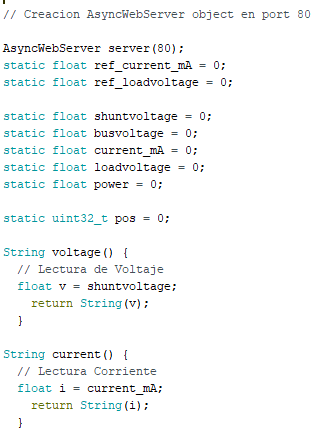 // Creacion AsyncWebServer object en port 80
AsyncWebServer server(80);
static float ref_current_mA = 0;
static float ref_loadvoltage = 0;
static float shuntvoltage = 0;
static float busvoltage = 0;
static float current_mA = 0;
static float loadvoltage = 0;
static float power = 0;
static uint32_t pos = 0;
String voltage() {
// Lectura de Voltaje
float v = shuntvoltage;
return String(v);
}
String current() {
// Lectura Corriente
float i = current_mA;
return String(i);
}